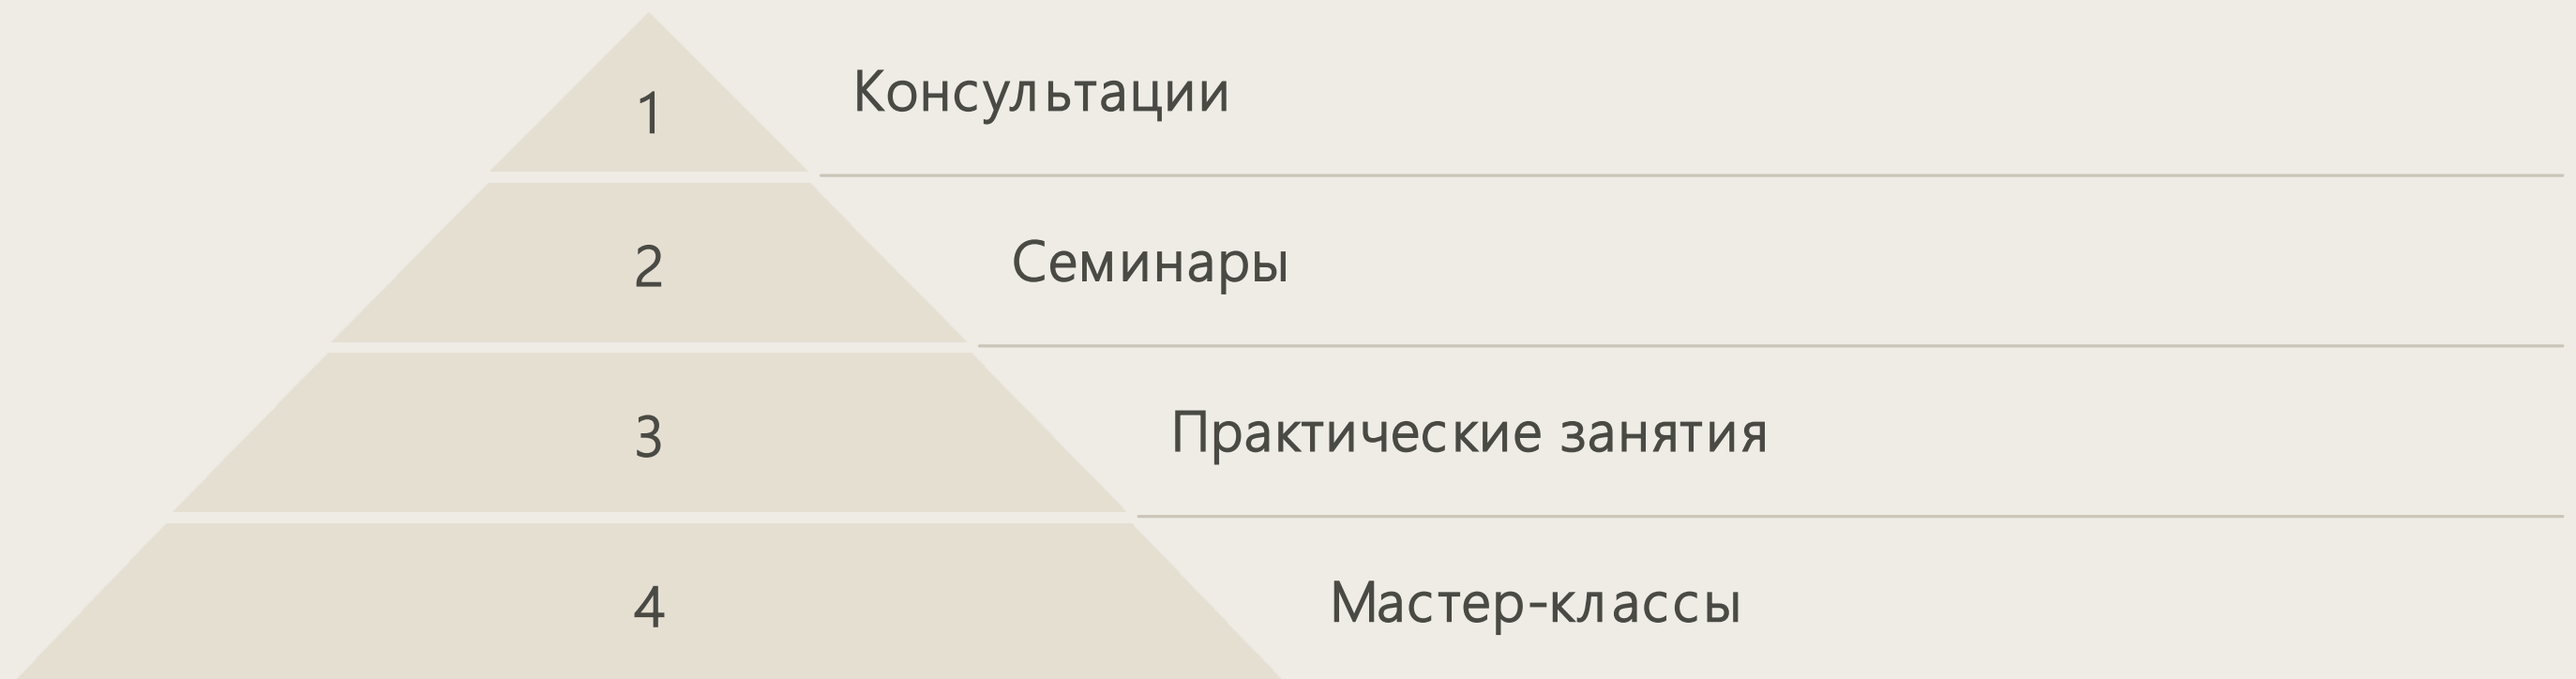 1
Консультации
2
Семинары
3
Практические занятия
4
Мастер-классы